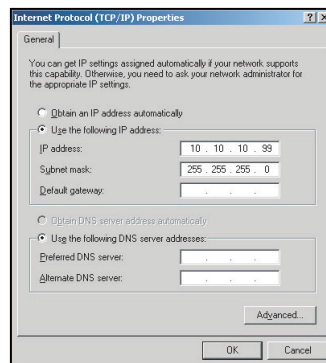 Internet Protocol (TCP/IP) Properties
General
You can get IP settings assigned automatically if your network supports
this capability. Otherwise, you need to ask your network administrator for
the appropriate IP settings.
Obtain an IP address automatically
Use the following IP address:
IP address: 10 . 10 . 10 . 99
Subnet mask: 255 . 255 . 255 . 0
Default gateway: . . .
Obtain DNS server address automatically
Use the following DNS server addresses:
Preferred DNS server: . . .
Alternate DNS server: . . .
Advanced...
OK Cancel